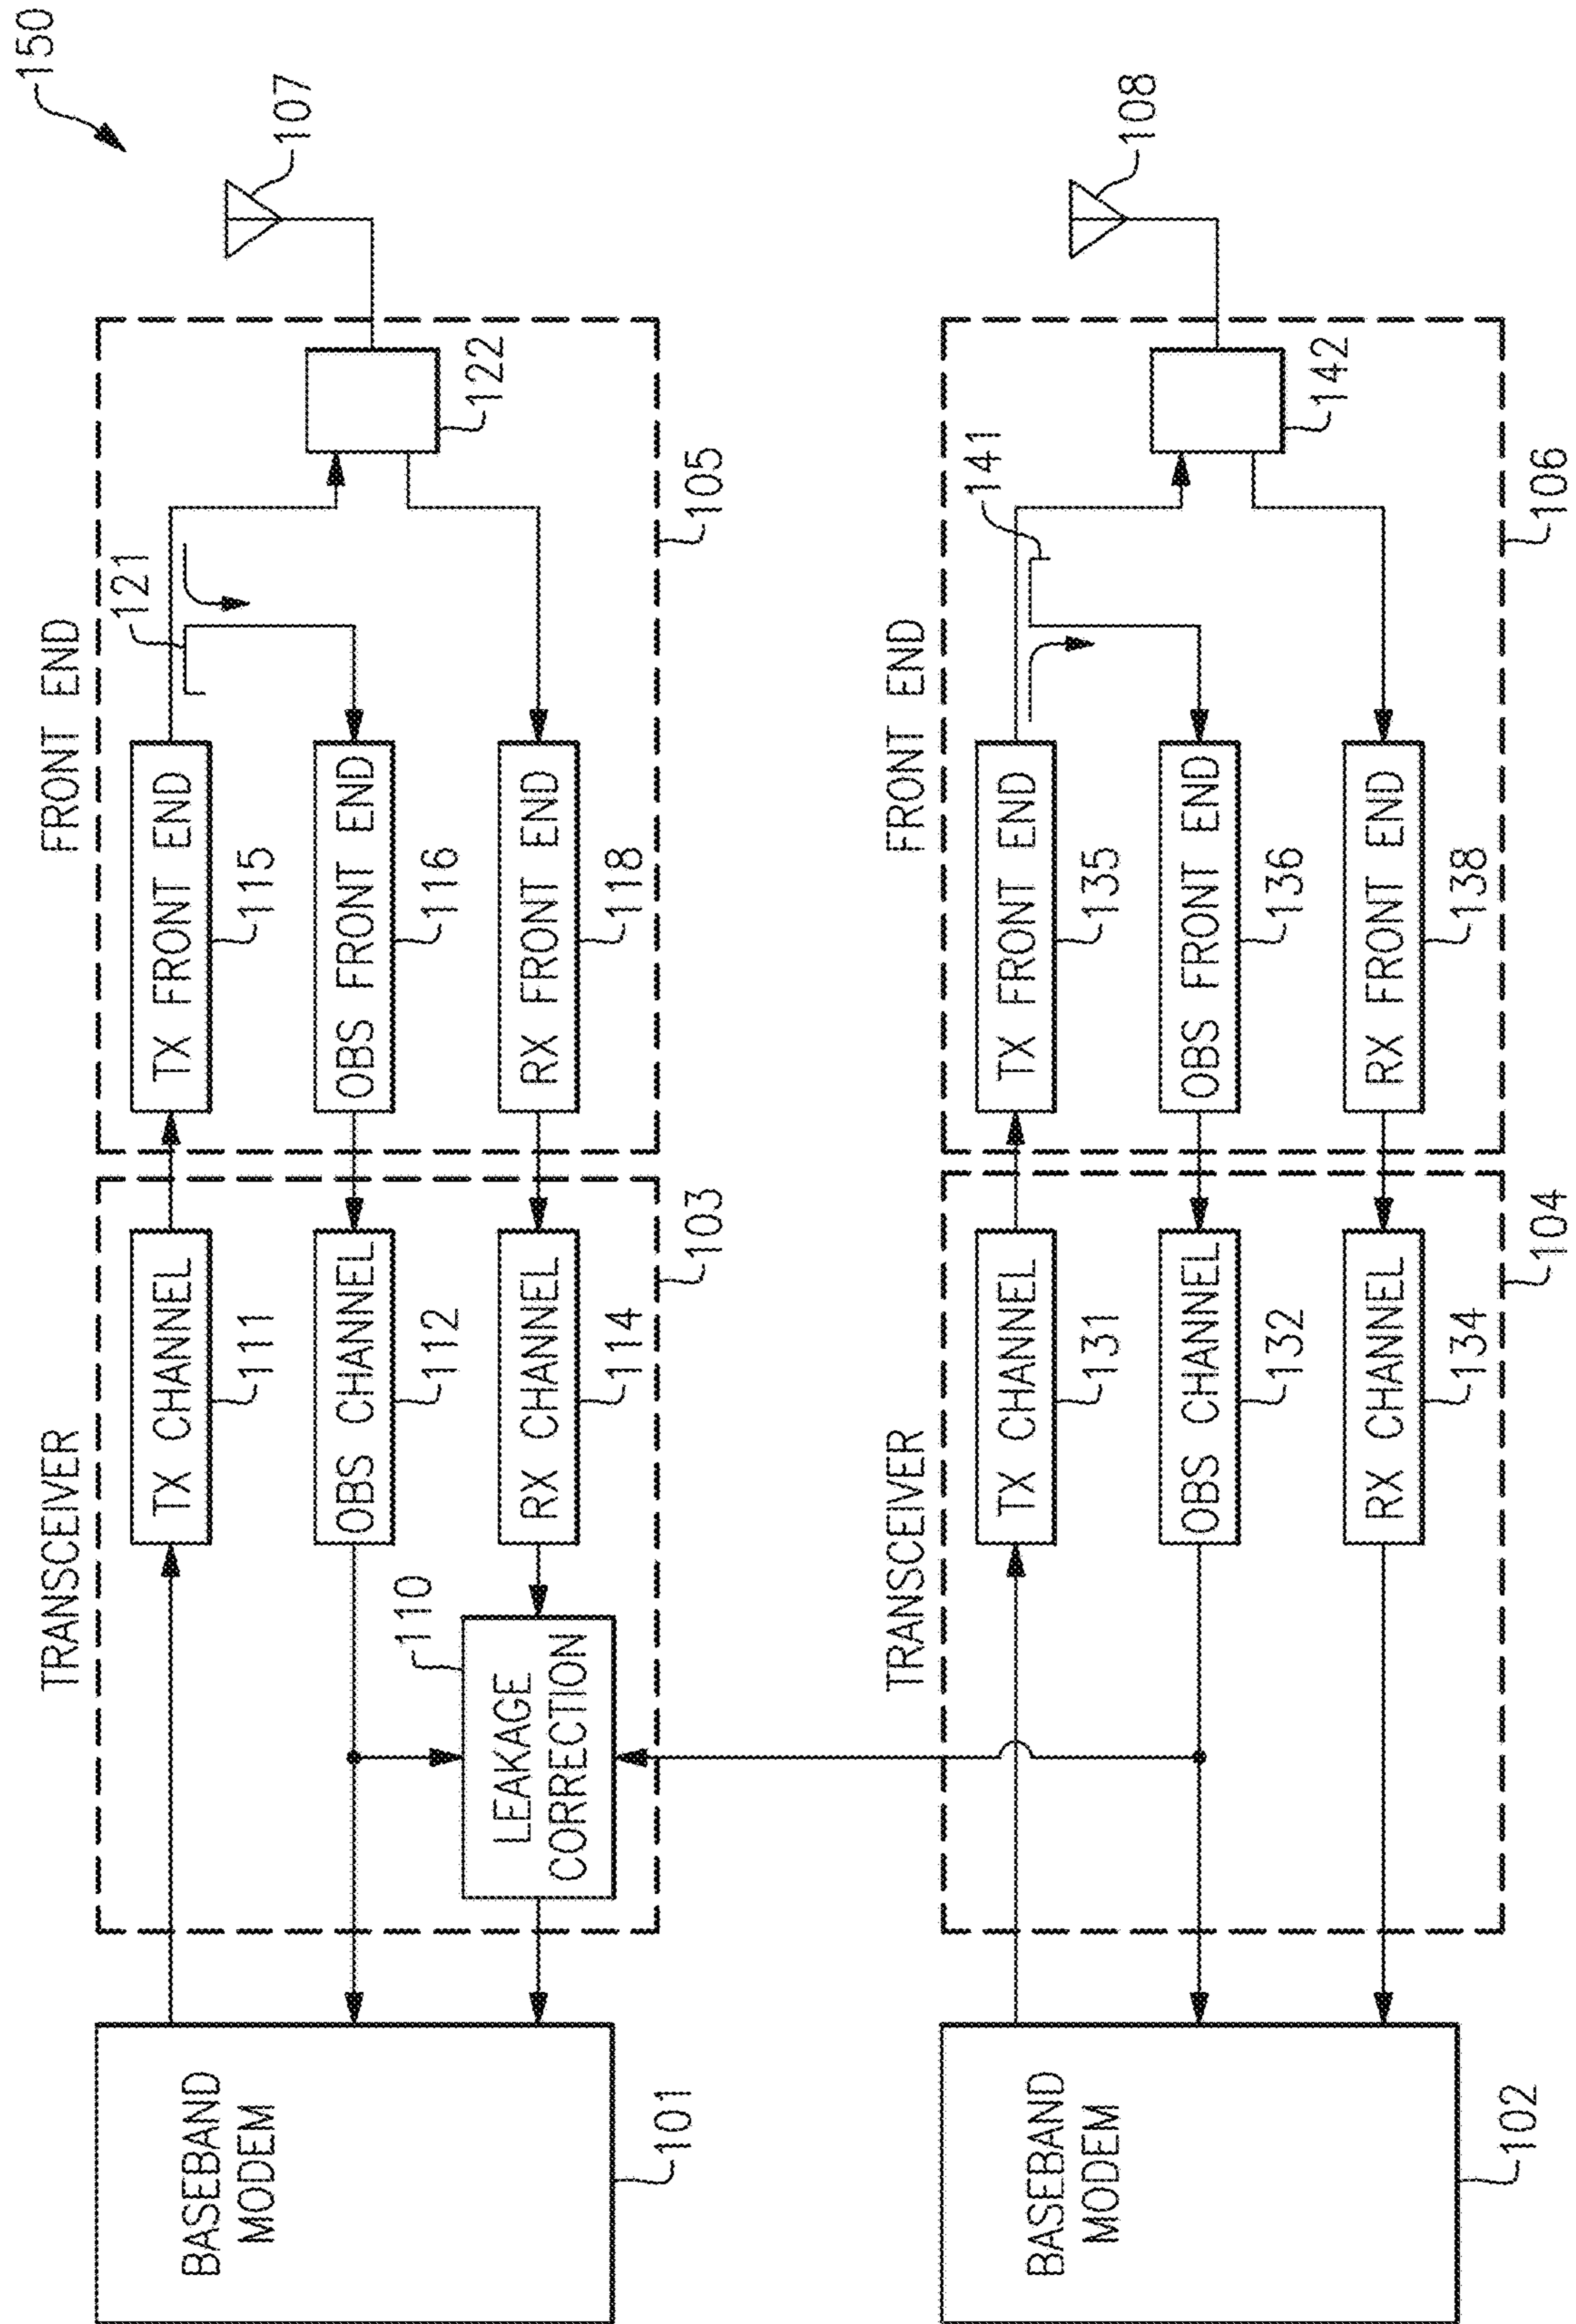 150
TRANSCEIVER
FRONT END
BASEBAND
MODEM
101
TX CHANNEL
111
OBS CHANNEL
112
RX CHANNEL
114
LEAKAGE
CORRECTION
110
103
TX FRONT END
115
OBS FRONT END
116
RX FRONT END
118
121
122
105
107
TRANSCEIVER
FRONT END
BASEBAND
MODEM
102
TX CHANNEL
131
OBS CHANNEL
132
RX CHANNEL
134
104
TX FRONT END
135
OBS FRONT END
136
RX FRONT END
138
141
142
106
108